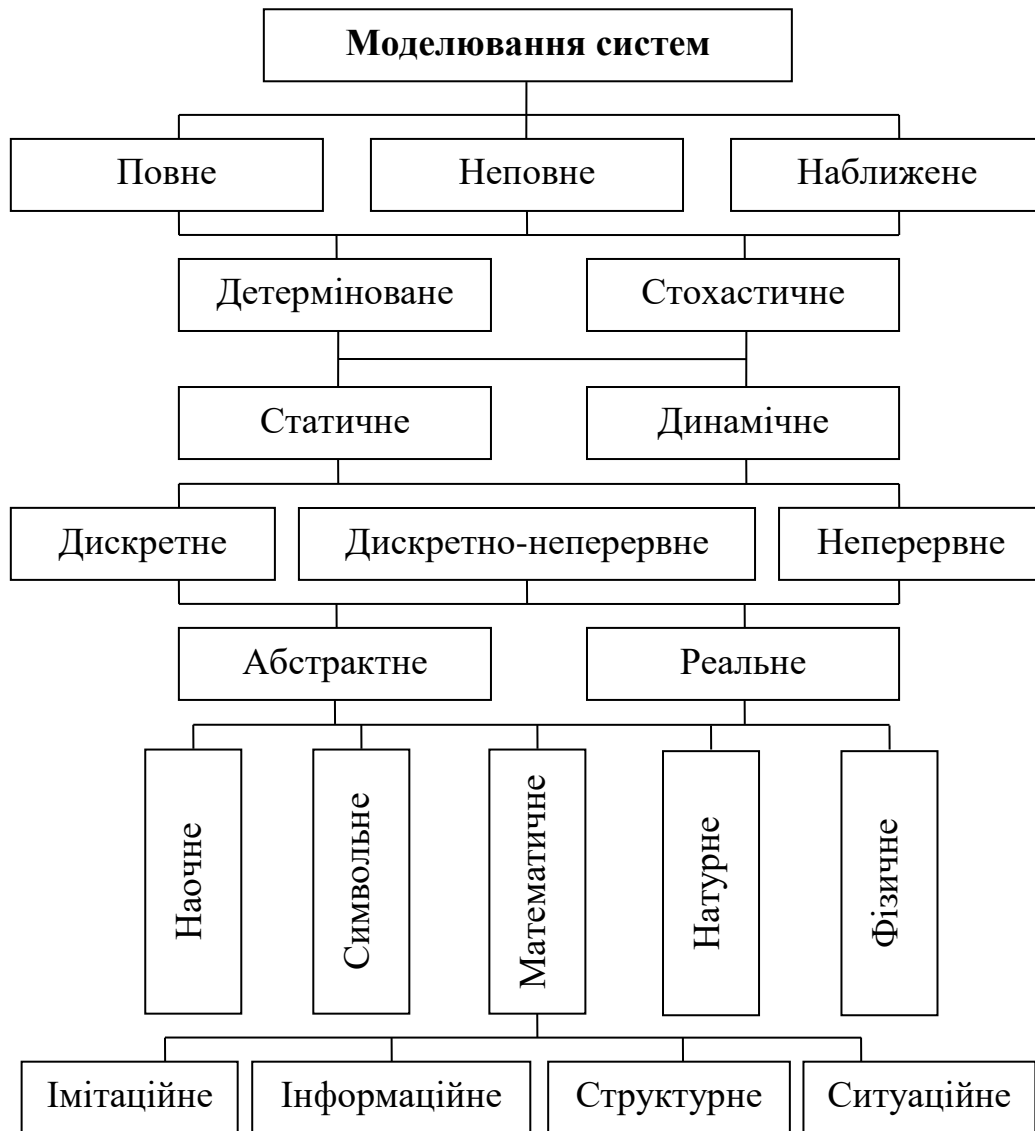 Моделювання систем
Повне
Неповне
Наближене
Детерміноване
Стохастичне
Статичне
Динамічне
Дискретне
Дискретно-неперервне
Неперервне
Абстрактне
Реальне
Наочне
Символьне
Математичне
Натурне
Фізичне
Імітаційне
Інформаційне
Структурне
Ситуаційне